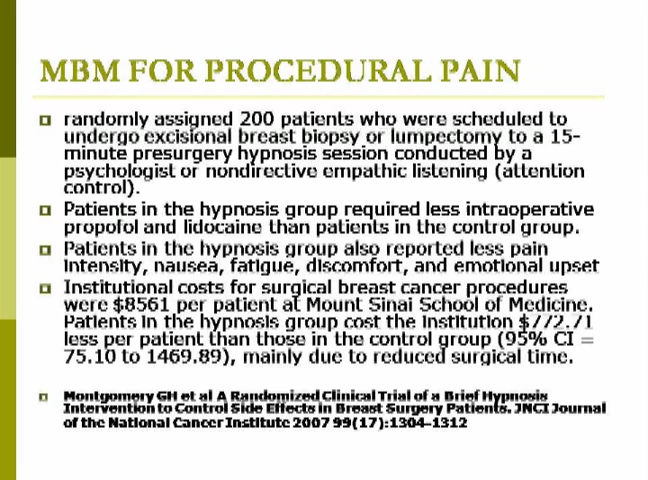 MBM FOR PROCEDURAL PAIN
randomly assigned 200 patients who were scheduled to
undergo excisional breast biopsy or lumpectomy to a 15-
minute presurgery hypnosis session conducted by a
psychologist or nondirective empathic listening (attention
control).
Patients in the hypnosis group required less intraoperative
propofol and lidocaine than patients in the control group.
Patients in the hypnosis group also reported less pain
intensity, nausea, fatigue, discomfort, and emotional upset
Institutional costs for surgical breast cancer procedures
were $8561 per patient at Mount Sinai School of Medicine.
Patients in the hypnosis group cost the institution $772.71
less per patient than those in the control group (95% CI =
75.10 to 1469.89), mainly due to reduced surgical time.
Montgomery GH et al A Randomized Clinical Trial of a Brief Hypnosis
Intervention to Control Side Effects in Breast Surgery Patients. JNCI Journal
of the National Cancer Institute 2007 99(17):1304-1312